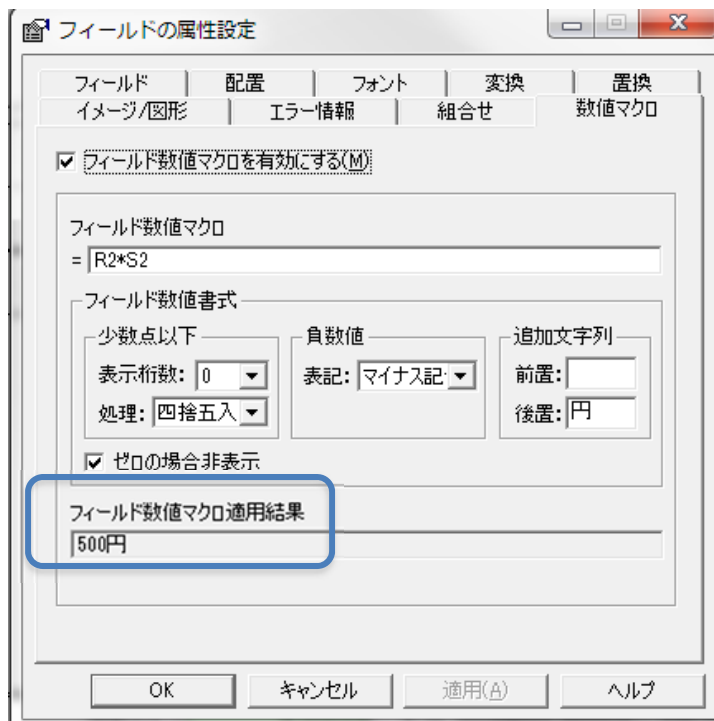 フィールドの属性設定
フィールド 配置 フォント 変換 置換
イメージ/図形 エラー情報 組合せ 数値マクロ
フィールド数値マクロを有効にする(M)
フィールド数値マクロ
= R2*S2
フィールド数値書式
少数点以下 負数値 追加文字列
表示桁数: 0 表記: マイナス記 前置:
処理: 四捨五入 後置: 円
ゼロの場合非表示
フィールド数値マクロ適用結果
500円
OK キャンセル 適用(A) ヘルプ